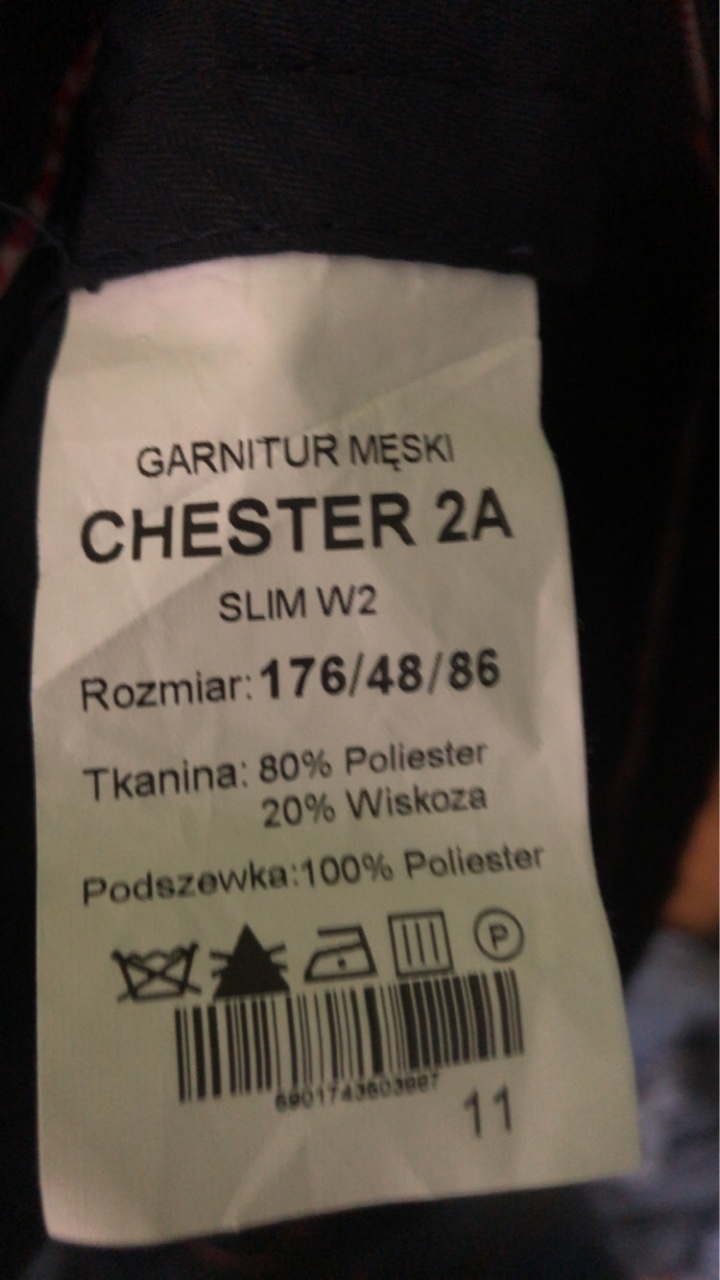 GARNITUR MĘSKI
CHESTER 2A
SLIM W2
Rozmiar:176/48/86
Tkanina: 80% Poliester
20% Wiskoza
Podszewka:100% Poliester
P
11